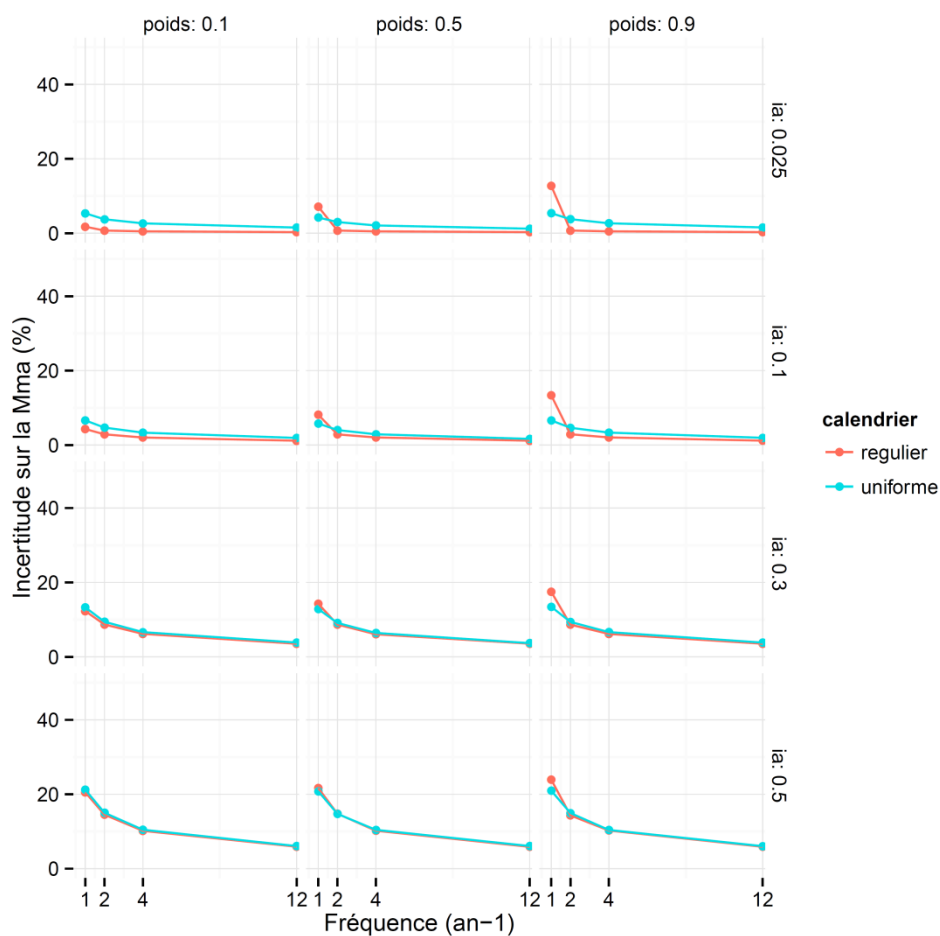 poids: 0.1 poids: 0.5 poids: 0.9
40
20
0
ia: 0.025
40
20
0
ia: 0.1
40
20
0
ia: 0.3
40
20
0
ia: 0.5
Incertitude sur la Mma (%)
1 2 4 12 1 2 4 12 1 2 4 12
Fréquence (an−1)
calendrier
regulier
uniforme